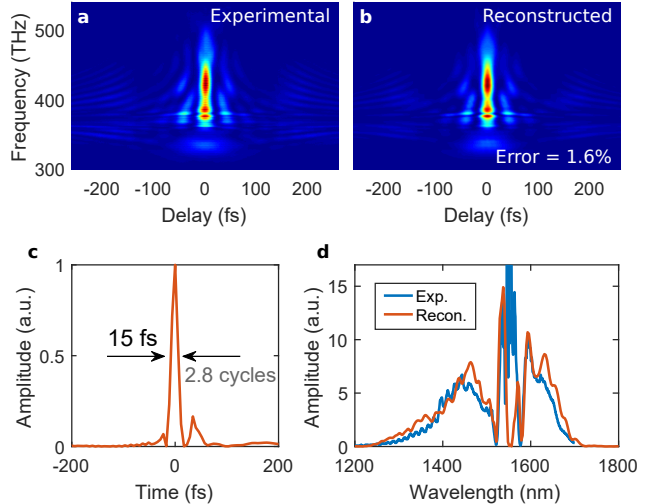 a Experimental
b Reconstructed
Error = 1.6%
Frequency (THz)
500
400
300
-200 -100 0 100 200
-200 -100 0 100 200
Delay (fs)
Delay (fs)
c
Amplitude (a.u.)
1
0.5
0
15 fs
2.8 cycles
-200 0 200
Time (fs)
d
Amplitude (a.u.)
15
10
5
0
Exp.
Recon.
1200 1400 1600 1800
Wavelength (nm)